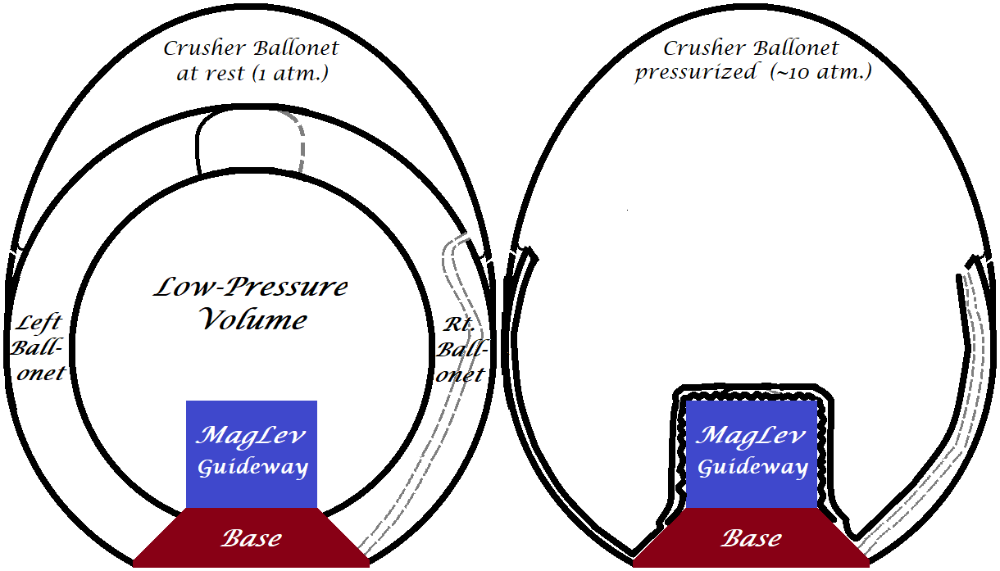 Crusher Ballonet
at rest (1 atm.)
Low-Pressure
Volume
Left
Ball-
onet
Rt.
Ball-
onet
MagLev
Guideway
Base
Crusher Ballonet
pressurized (~10 atm.)
MagLev
Guideway
Base